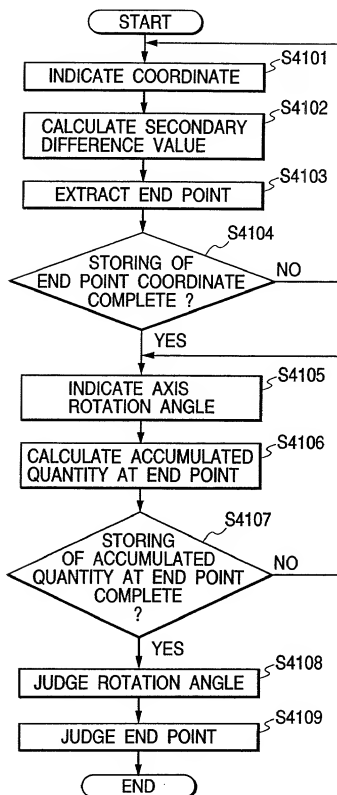 START
S4101
INDICATE COORDINATE
S4102
CALCULATE SECONDARY
DIFFERENCE VALUE
S4103
EXTRACT END POINT
S4104
STORING OF
END POINT COORDINATE
COMPLETE ?
NO
YES
S4105
INDICATE AXIS
ROTATION ANGLE
S4106
CALCULATE ACCUMULATED
QUANTITY AT END POINT
S4107
STORING
OF ACCUMULATED
QUANTITY AT END POINT
COMPLETE
?
NO
YES
S4108
JUDGE ROTATION ANGLE
S4109
JUDGE END POINT
END